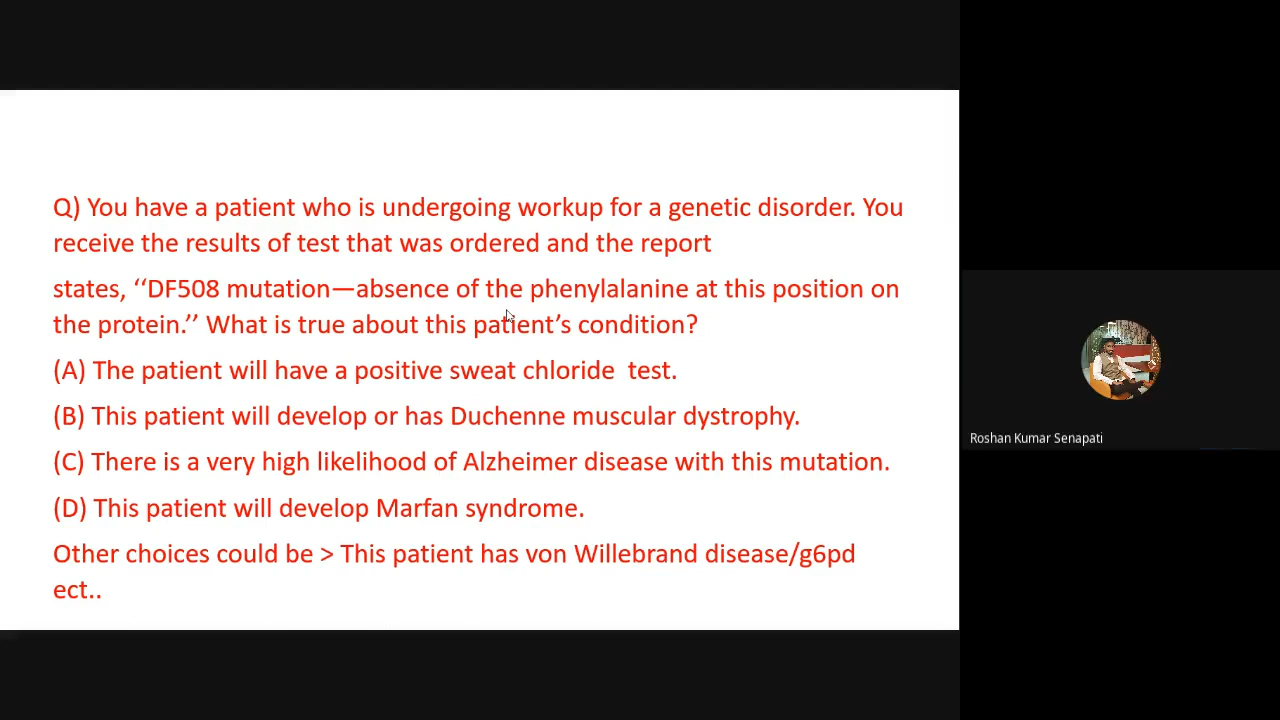 Q) You have a patient who is undergoing workup for a genetic disorder. You
receive the results of test that was ordered and the report
states, ‘‘DF508 mutation—absence of the phenylalanine at this position on
the protein.’’ What is true about this patient’s condition?
(A) The patient will have a positive sweat chloride  test.
(B) This patient will develop or has Duchenne muscular dystrophy.
(C) There is a very high likelihood of Alzheimer disease with this mutation.
(D) This patient will develop Marfan syndrome.
Other choices could be > This patient has von Willebrand disease/g6pd
ect..
Roshan Kumar Senapati